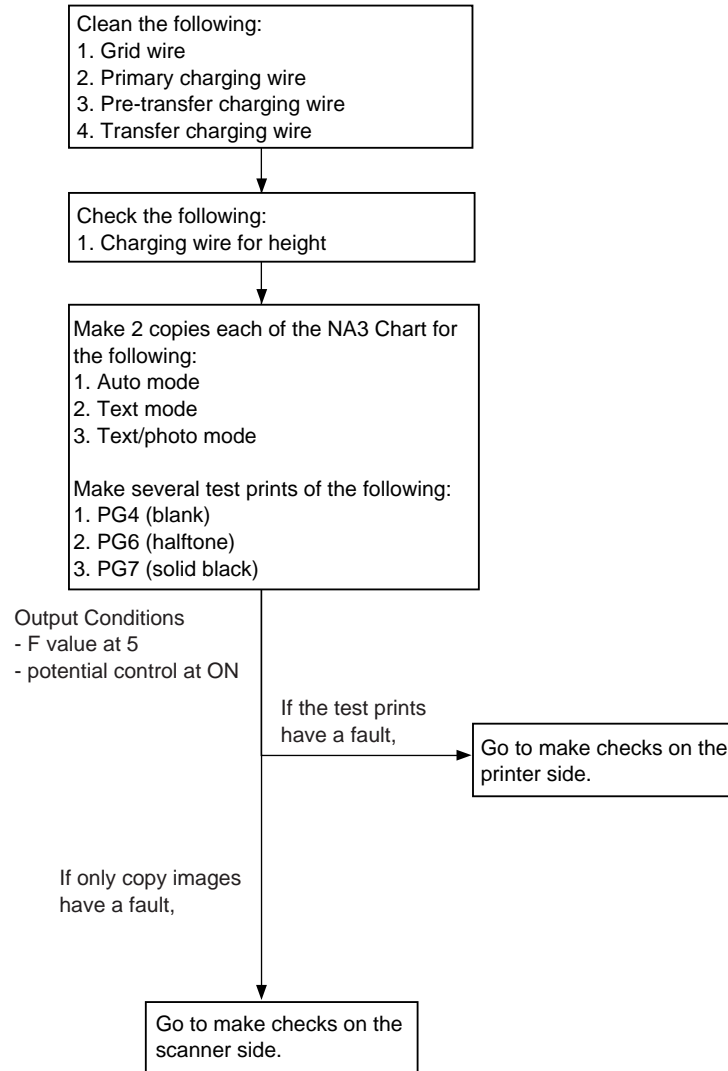 Clean the following:
1. Grid wire
2. Primary charging wire
3. Pre-transfer charging wire
4. Transfer charging wire
Check the following:
1. Charging wire for height
Make 2 copies each of the NA3 Chart for
the following:
1. Auto mode
2. Text mode
3. Text/photo mode
Make several test prints of the following:
1. PG4 (blank)
2. PG6 (halftone)
3. PG7 (solid black)
Output Conditions
- F value at 5
- potential control at ON
If the test prints
have a fault,
Go to make checks on the
printer side.
If only copy images
have a fault,
Go to make checks on the
scanner side.